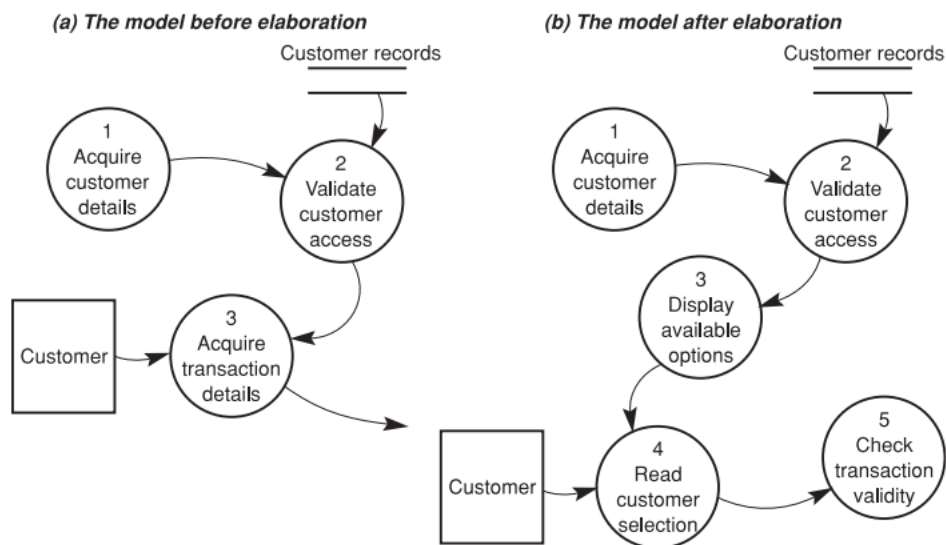 (a) The model before elaboration
Customer records
1
Acquire
customer
details
2
Validate
customer
access
Customer
3
Acquire
transaction
details
(b) The model after elaboration
Customer records
1
Acquire
customer
details
2
Validate
customer
access
3
Display
available
options
Customer
4
Read
customer
selection
5
Check
transaction
validity